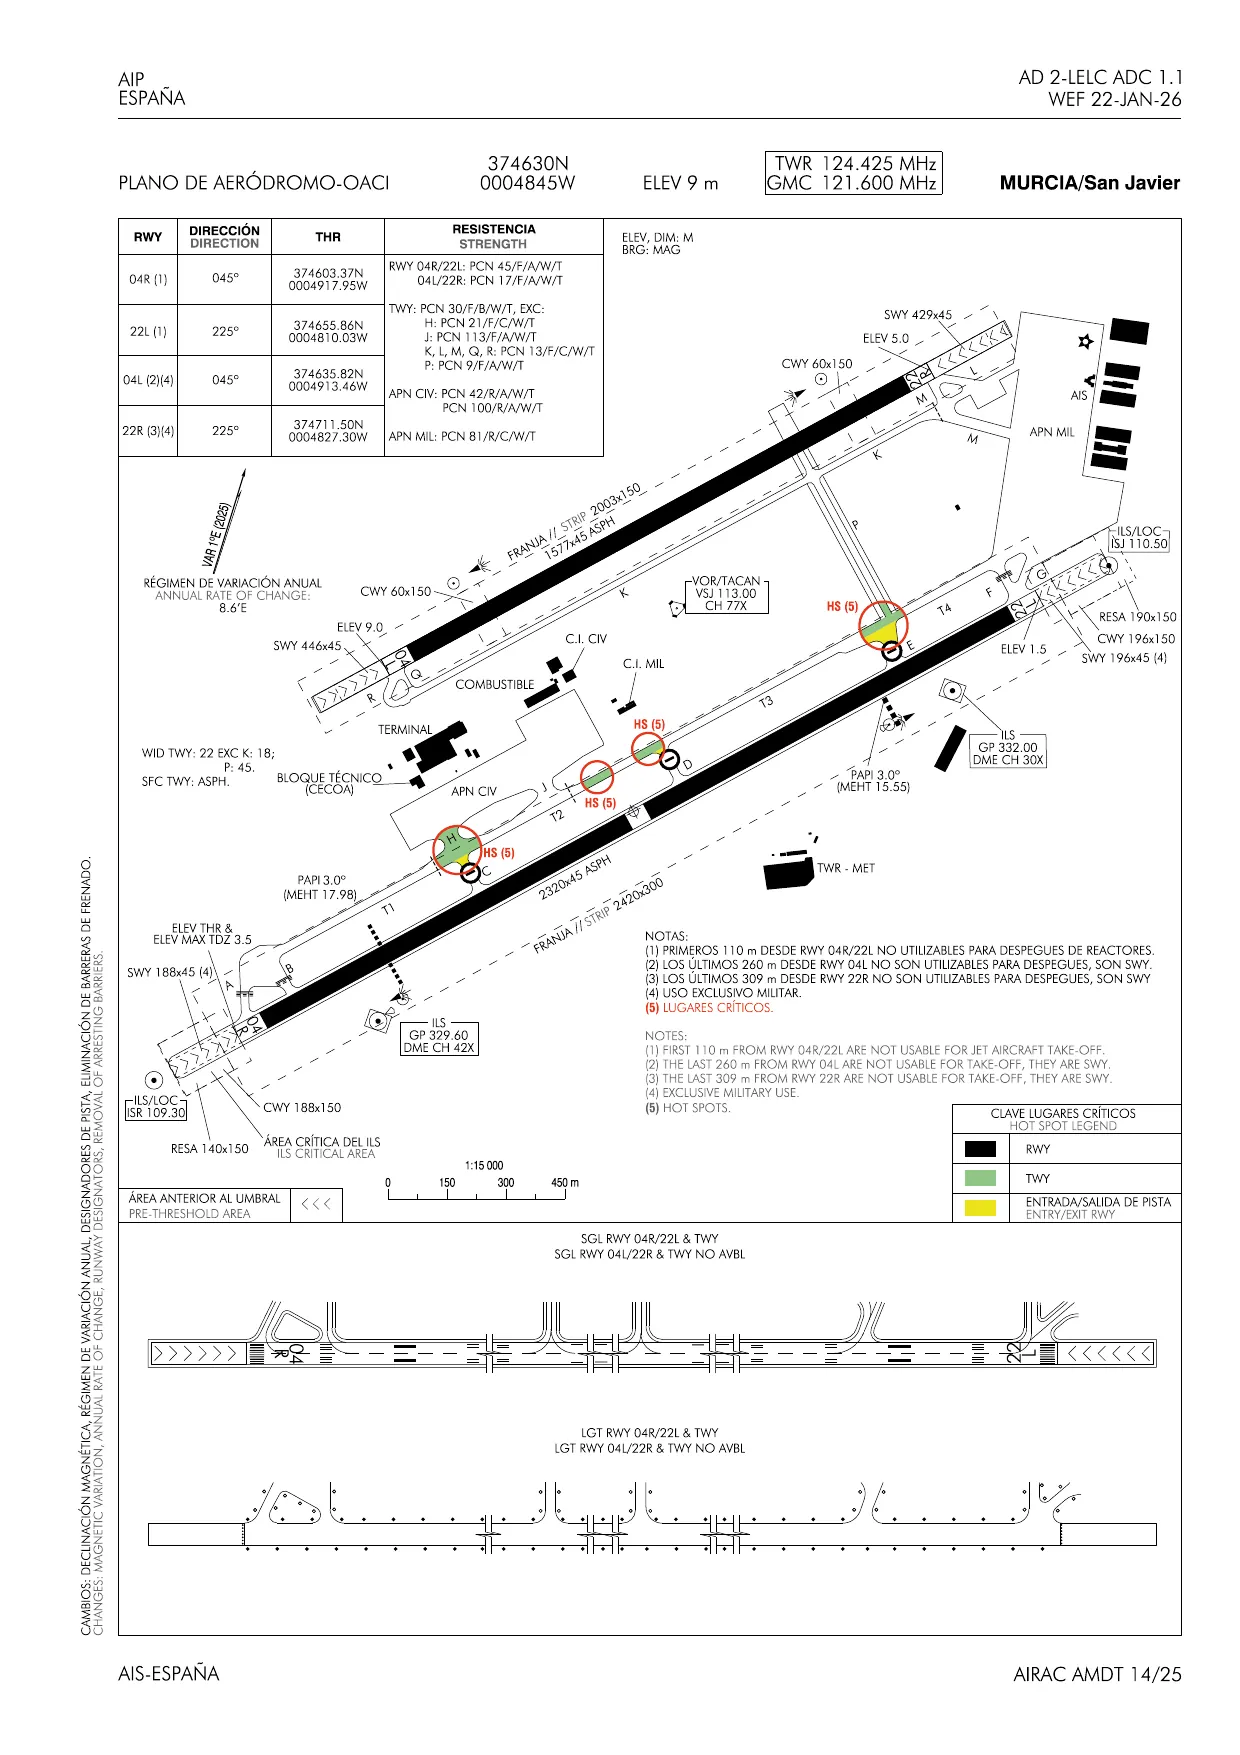 AIP
ESPAÑA
AD 2-LELC ADC 1.1
WEF 22-JAN-26
PLANO DE AERÓDROMO-OACI
374630N
0004845W
ELEV 9 m
TWR 124.425 MHz
GMC 121.600 MHz
MURCIA/San Javier
RWY
DIRECCIÓN
DIRECTION
THR
RESISTENCIA
STRENGTH
04R (1)
045º
374603.37N
0004917.95W
22L (1)
225º
374655.86N
0004810.03W
04L (2)(4)
045º
374635.82N
0004913.46W
22R (3)(4)
225º
374711.50N
0004827.30W
RWY 04R/22L: PCN 45/F/A/W/T
04L/22R: PCN 17/F/A/W/T
TWY: PCN 30/F/B/W/T, EXC:
H: PCN 21/F/C/W/T
J: PCN 113/F/A/W/T
K, L, M, Q, R: PCN 13/F/C/W/T
P: PCN 9/F/A/W/T
APN CIV: PCN 42/R/A/W/T
PCN 100/R/A/W/T
APN MIL: PCN 81/R/C/W/T
ELEV, DIM: M
BRG: MAG
SWY 429x45
ELEV 5.0
CWY 60x150
22
R
L
M
M
K
AIS
APN MIL
VAR 1ºE (2025)
RÉGIMEN DE VARIACIÓN ANUAL
ANNUAL RATE OF CHANGE:
8.6'E
FRANJA // STRIP 2003x150
1577x45 ASPH
P
ILS/LOC
ISJ 110.50
CWY 60x150
ELEV 9.0
SWY 446x45
04
L
Q
R
K
VOR/TACAN
VSJ 113.00
CH 77X
HS (5)
T4
F
G
22
L
E
RESA 190x150
CWY 196x150
SWY 196x45 (4)
ELEV 1.5
C.I. CIV
C.I. MIL
COMBUSTIBLE
TERMINAL
WID TWY: 22 EXC K: 18;
P: 45.
SFC TWY: ASPH.
BLOQUE TÉCNICO
(CECOA)
APN CIV
J
HS (5)
HS (5)
T3
D
T2
ILS
GP 332.00
DME CH 30X
PAPI 3.0º
(MEHT 15.55)
H
HS (5)
C
TWR - MET
PAPI 3.0º
(MEHT 17.98)
T1
2320x45 ASPH
FRANJA // STRIP 2420x300
ELEV THR &
ELEV MAX TDZ 3.5
SWY 188x45 (4)
A
B
04
R
ILS
GP 329.60
DME CH 42X
ILS/LOC
ISR 109.30
CWY 188x150
RESA 140x150
ÁREA CRÍTICA DEL ILS
ILS CRITICAL AREA
NOTAS:
(1) PRIMEROS 110 m DESDE RWY 04R/22L NO UTILIZABLES PARA DESPEGUES DE REACTORES.
(2) LOS ÚLTIMOS 260 m DESDE RWY 04L NO SON UTILIZABLES PARA DESPEGUES, SON SWY.
(3) LOS ÚLTIMOS 309 m DESDE RWY 22R NO SON UTILIZABLES PARA DESPEGUES, SON SWY
(4) USO EXCLUSIVO MILITAR.
(5) LUGARES CRÍTICOS.
NOTES:
(1) FIRST 110 m FROM RWY 04R/22L ARE NOT USABLE FOR JET AIRCRAFT TAKE-OFF.
(2) THE LAST 260 m FROM RWY 04L ARE NOT USABLE FOR TAKE-OFF, THEY ARE SWY.
(3) THE LAST 309 m FROM RWY 22R ARE NOT USABLE FOR TAKE-OFF, THEY ARE SWY.
(4) EXCLUSIVE MILITARY USE.
(5) HOT SPOTS.
CLAVE LUGARES CRÍTICOS
HOT SPOT LEGEND
RWY
TWY
ENTRADA/SALIDA DE PISTA
ENTRY/EXIT RWY
1:15 000
0 150 300 450 m
ÁREA ANTERIOR AL UMBRAL
PRE-THRESHOLD AREA
SGL RWY 04R/22L & TWY
SGL RWY 04L/22R & TWY NO AVBL
04
R
22
L
LGT RWY 04R/22L & TWY
LGT RWY 04L/22R & TWY NO AVBL
CAMBIOS: DECLINACIÓN MAGNÉTICA, RÉGIMEN DE VARIACIÓN ANUAL, DESIGNADORES DE PISTA, ELIMINACIÓN DE BARRERAS DE FRENADO.
CHANGES: MAGNETIC VARIATION, ANNUAL RATE OF CHANGE, RUNWAY DESIGNATORS, REMOVAL OF ARRESTING BARRIERS.
AIS-ESPAÑA
AIRAC AMDT 14/25